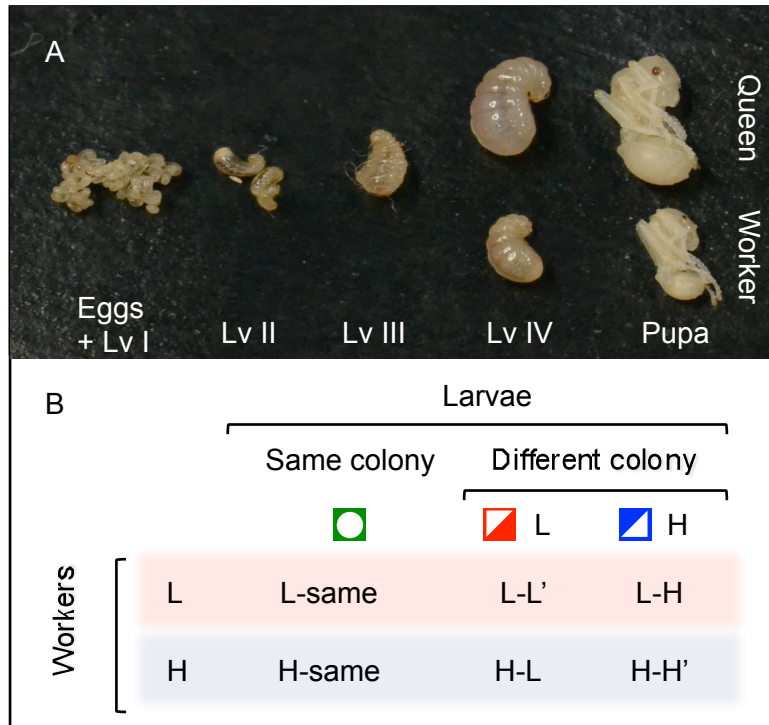 A
Queen
Worker
Eggs
+ Lv I
Lv II
Lv III
Lv IV
Pupa
B
Larvae
Same colony
Different colony
L
H
Workers
L
L-same
L-L’
L-H
H
H-same
H-L
H-H’